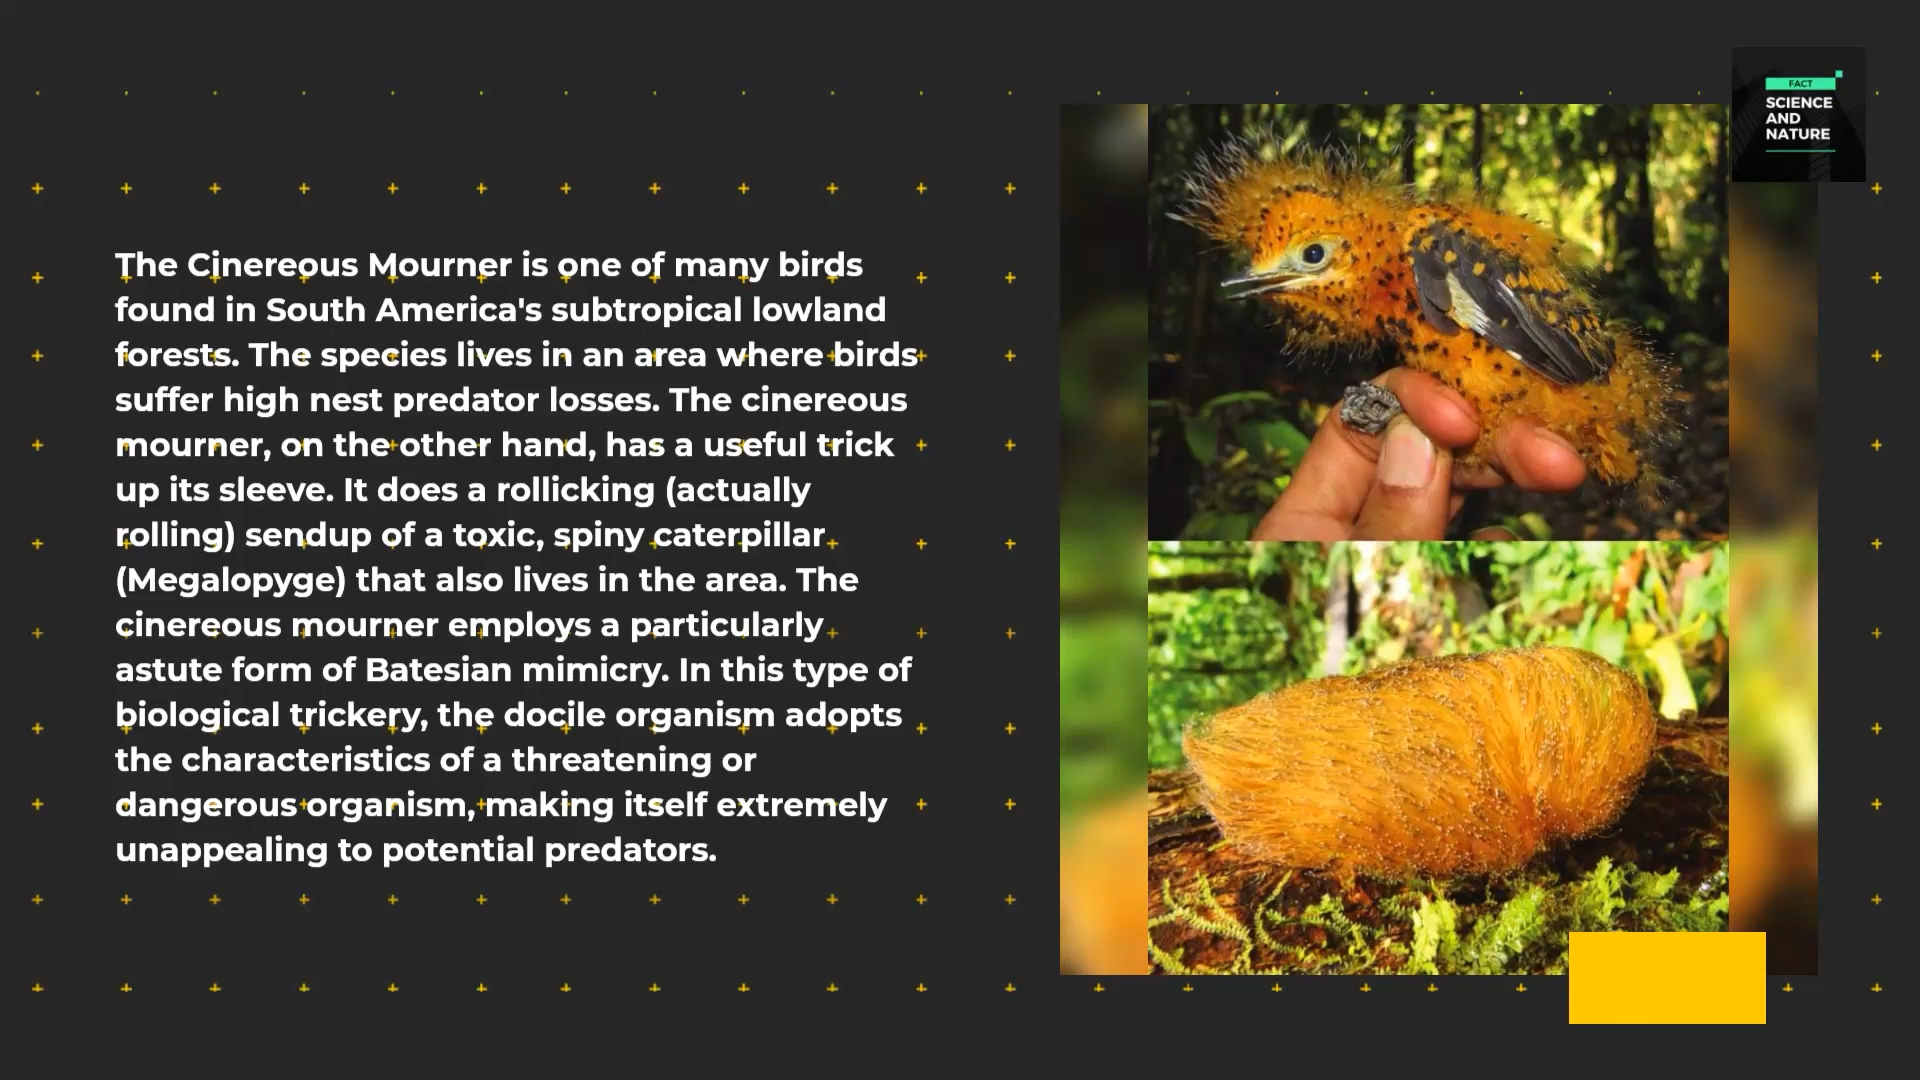 The Cinereous Mourner is one of many birds
found in South America's subtropical lowland
forests. The species lives in an area where birds
suffer high nest predator losses. The cinereous
mourner, on the other hand, has a useful trick
up its sleeve. It does a rollicking (actually
rolling) sendup of a toxic, spiny caterpillar
(Megalopyge) that also lives in the area. The
cinereous mourner employs a particularly
astute form of Batesian mimicry. In this type of
biological trickery, the docile organism adopts
the characteristics of a threatening or
dangerous organism, making itself extremely
unappealing to potential predators.
FACT
SCIENCE
AND
NATURE